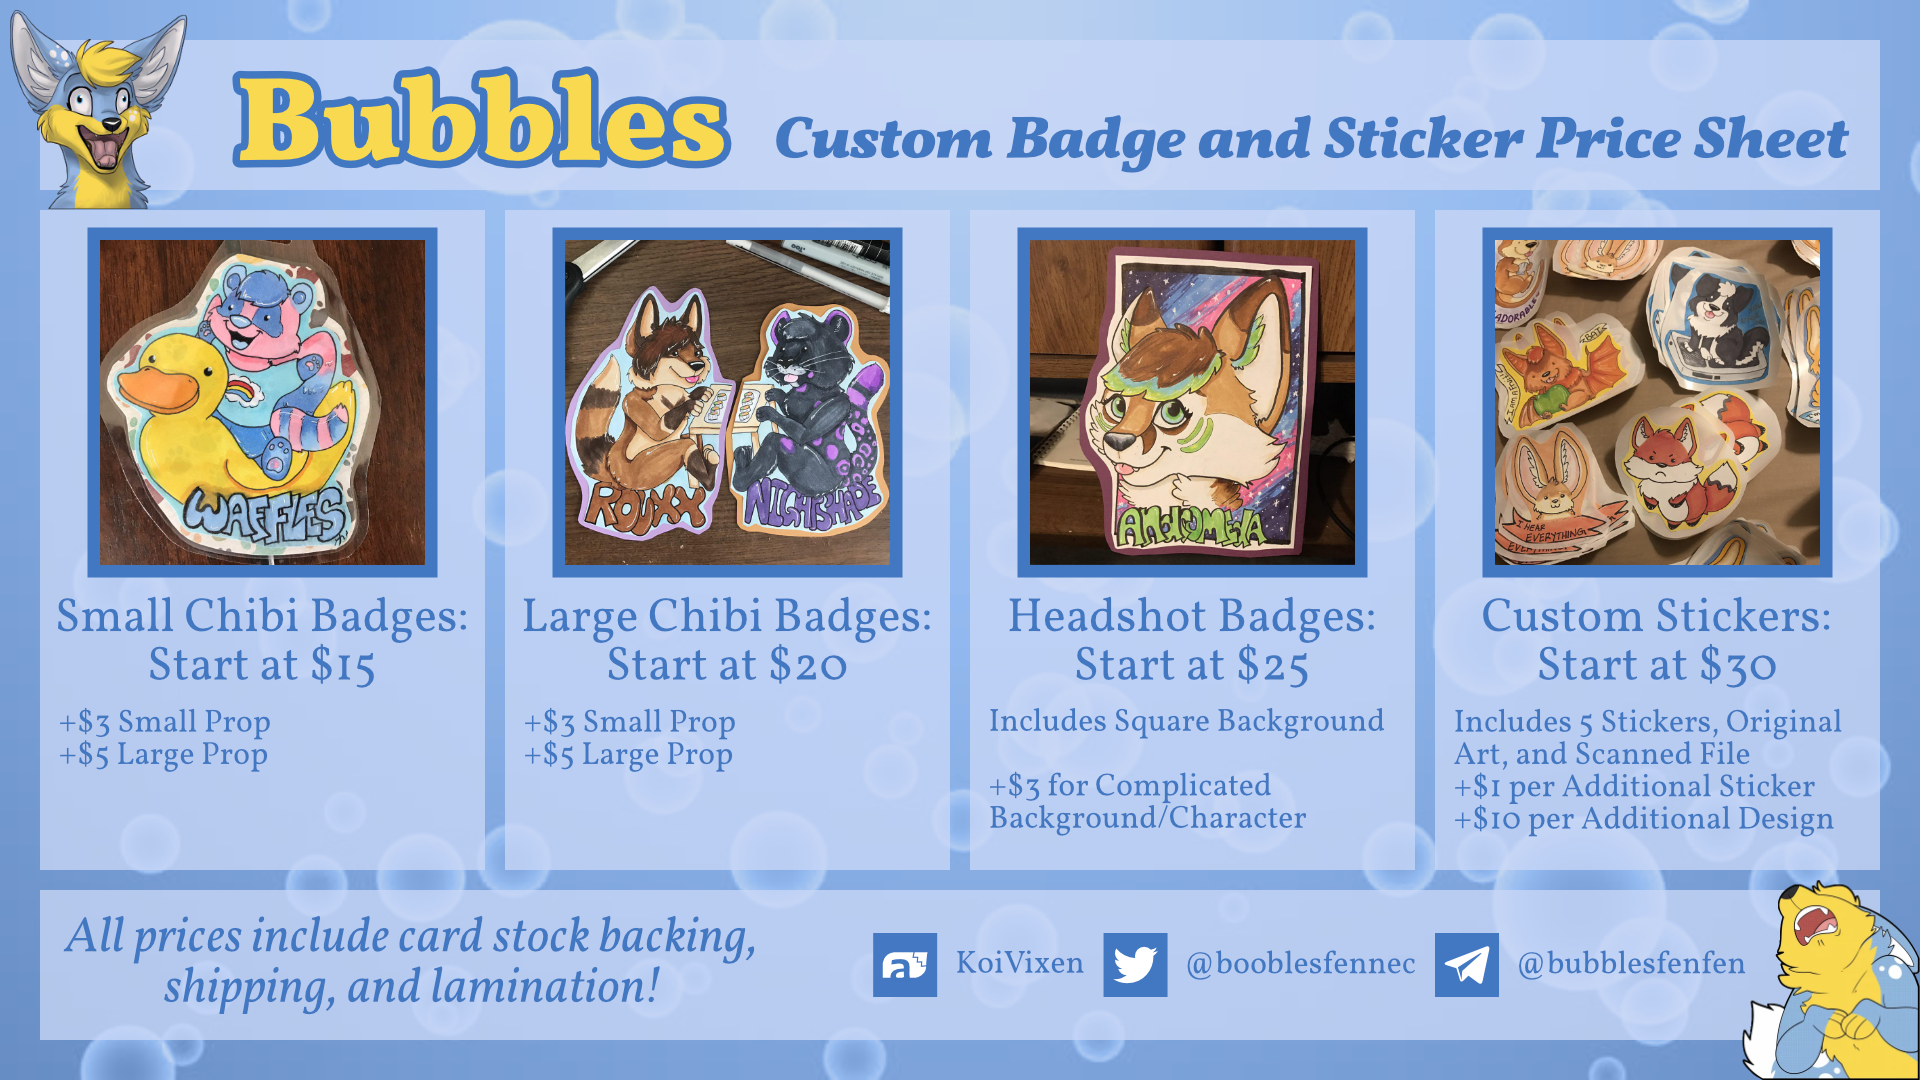 Bubbles Custom Badge and Sticker Price Sheet
WAFFLES
ROUXX
NIGHTSHADE
ANDROMEDA
ADORABLE
I HEAR
EVERYTHING
Small Chibi Badges:
Start at $15
+$3 Small Prop
+$5 Large Prop
Large Chibi Badges:
Start at $20
+$3 Small Prop
+$5 Large Prop
Headshot Badges:
Start at $25
Includes Square Background
+$3 for Complicated
Background/Character
Custom Stickers:
Start at $30
Includes 5 Stickers, Original
Art, and Scanned File
+$1 per Additional Sticker
+$10 per Additional Design
All prices include card stock backing,
shipping, and lamination!
KoiVixen
@booblesfennec
@bubblesfenfen